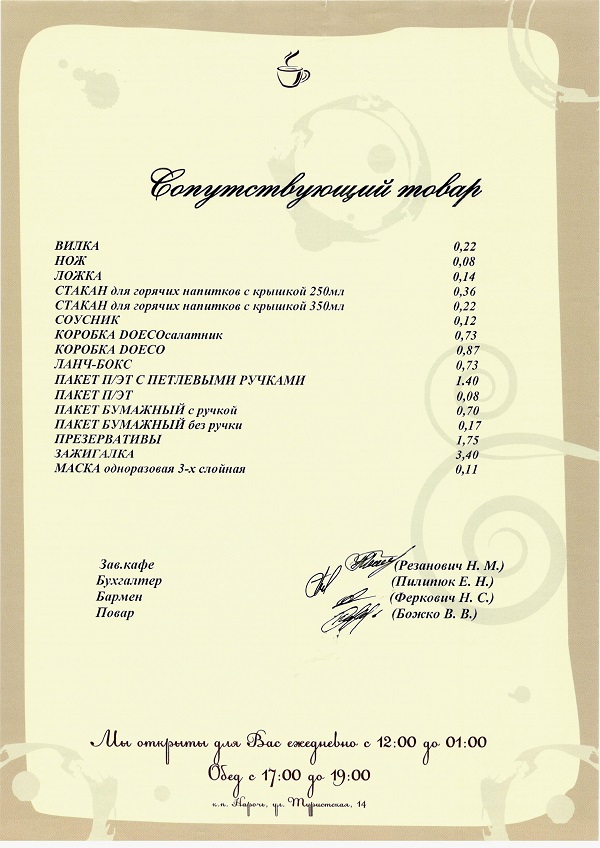 Сопутствующий товар
ВИЛКА 0,22
НОЖ 0,08
ЛОЖКА 0,14
СТАКАН для горячих напитков с крышкой 250мл 0,36
СТАКАН для горячих напитков с крышкой 350мл 0,22
СОУСНИК 0,12
КОРОБКА DOECOсалатник 0,73
КОРОБКА DOECO 0,87
ЛАНЧ-БОКС 0,73
ПАКЕТ П/ЭТ С ПЕТЛЕВЫМИ РУЧКАМИ 1.40
ПАКЕТ П/ЭТ 0,08
ПАКЕТ БУМАЖНЫЙ с ручкой 0,70
ПАКЕТ БУМАЖНЫЙ без ручки 0,17
ПРЕЗЕРВАТИВЫ 1,75
ЗАЖИГАЛКА 3,40
МАСКА одноразовая 3-х слойная 0,11
Зав.кафе (Резанович Н. М.)
Бухгалтер (Пилипюк Е. Н.)
Бармен (Феркович Н. С.)
Повар (Божко В. В.)
Мы открыты для Вас ежедневно с 12:00 до 01:00
Обед с 17:00 до 19:00
к.п. Нарочь, ул. Туристская, 14